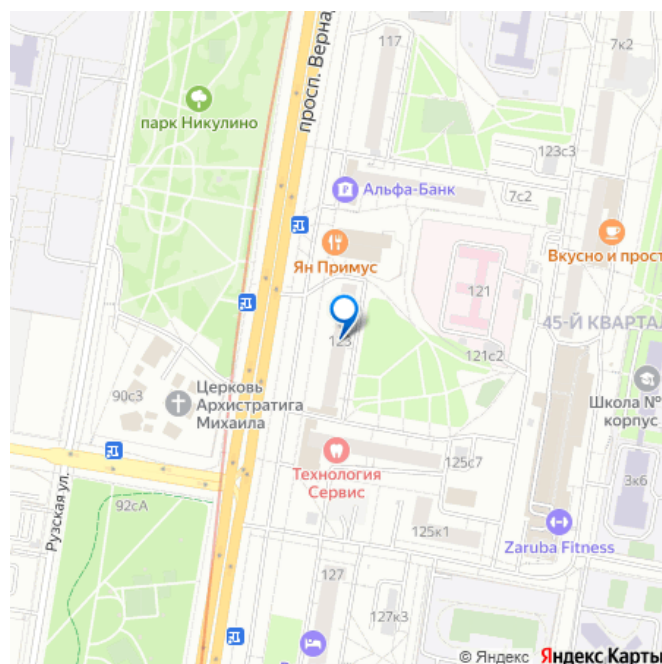 117
7к2
просп. Верна
парк Никулино
123с3
Альфа-Банк
7с2
Ян Примус
Вкусно и прост
121
45-Й КВАРТАЛ
123
121с2
90с3
Церковь
Архистратига
Михаила
Школа №
корпус
Технология
Сервис
125с7
3к6
Рузская ул.
92сА
125к1
Zaruba Fitness
127
127к3
© Яндекс Яндекс Карты